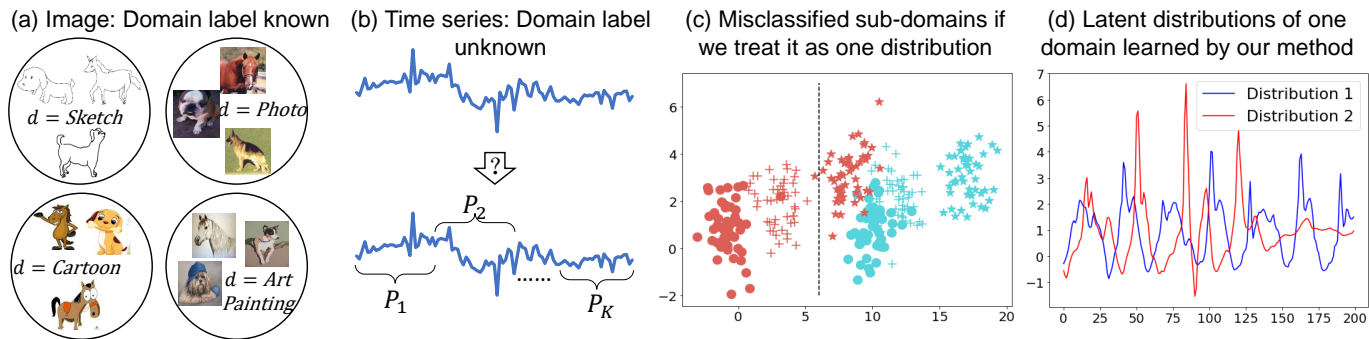 (a) Image: Domain label known
d = Sketch
d = Photo
d = Cartoon
d = Art
Painting
(b) Time series: Domain label
unknown
?
P_2
......
P_1
P_K
(c) Misclassified sub-domains if
we treat it as one distribution
6
4
2
0
−2
0
5
10
15
20
(d) Latent distributions of one
domain learned by our method
Distribution 1
Distribution 2
7
6
5
4
3
2
1
0
−1
0
25
50
75
100
125
150
175
200